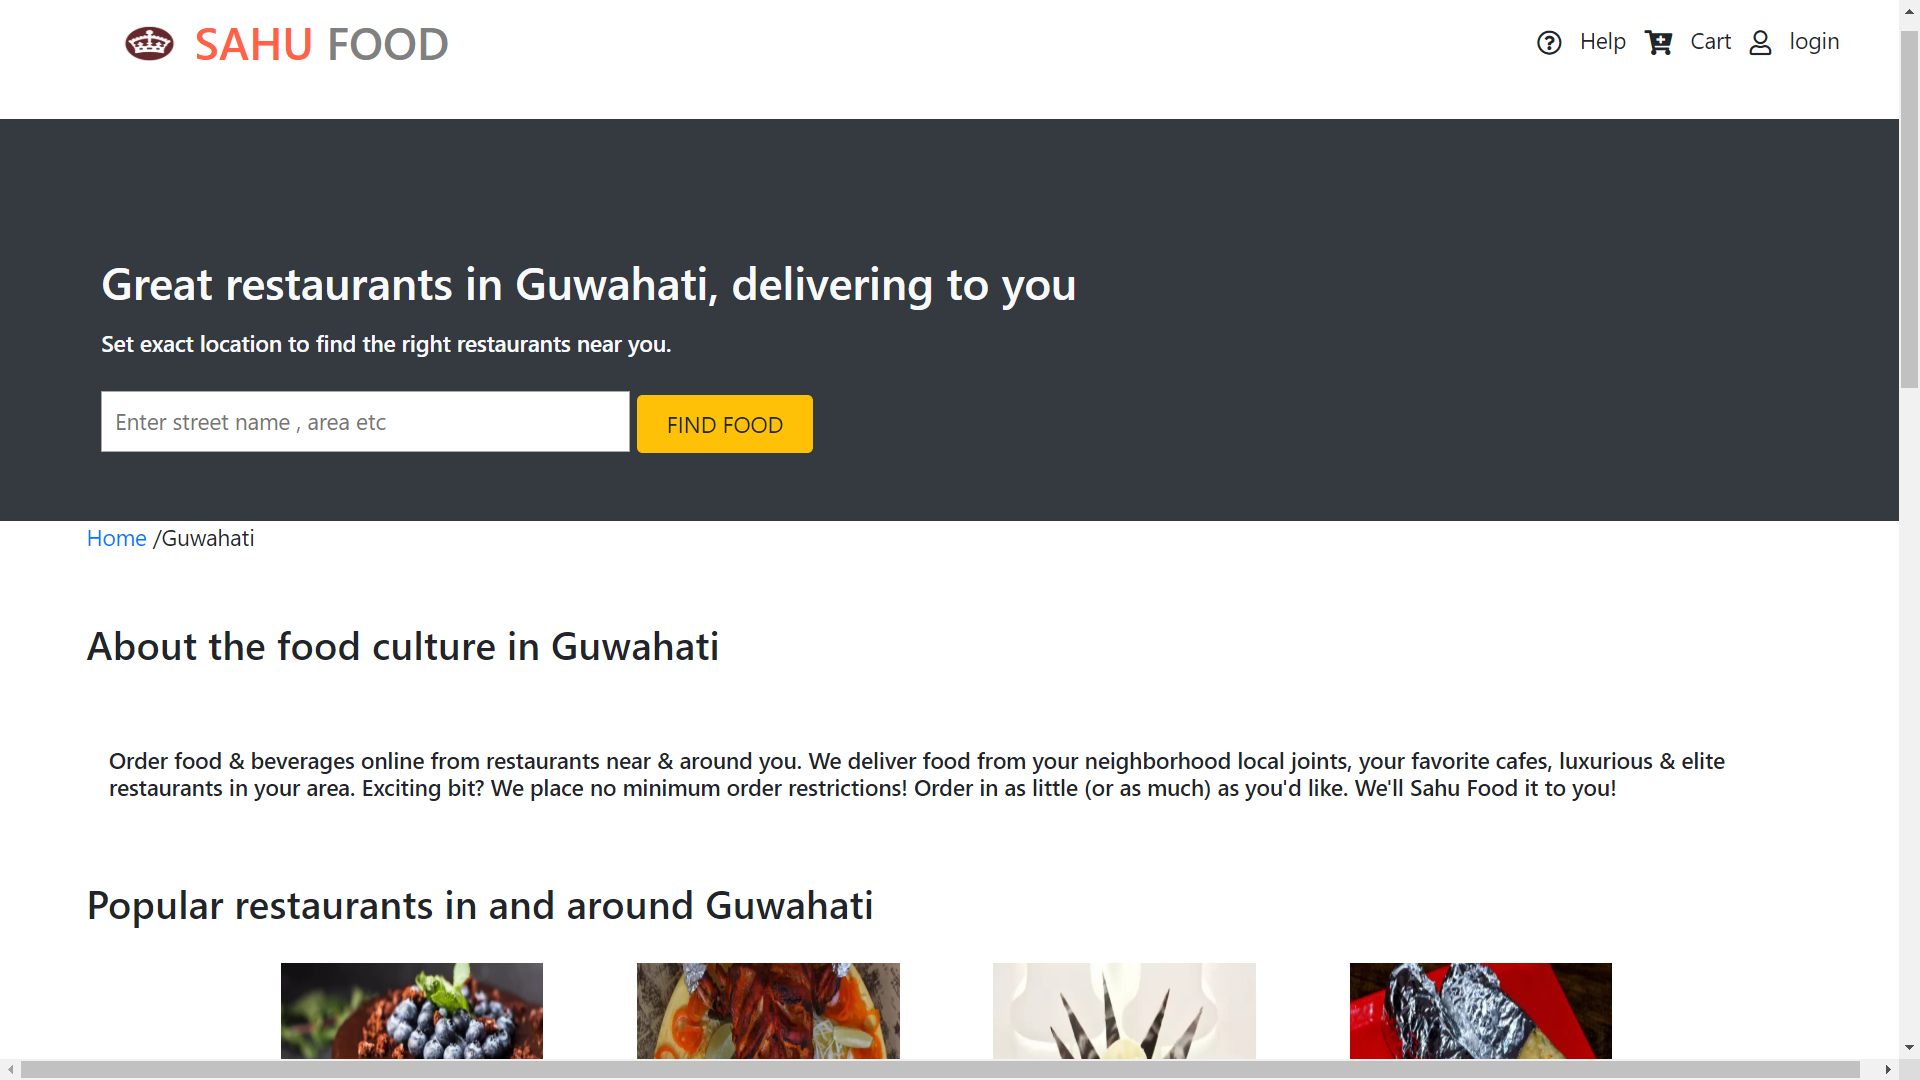 SAHU FOOD
Help Cart login
Great restaurants in Guwahati, delivering to you
Set exact location to find the right restaurants near you.
Enter street name , area etc
FIND FOOD
Home /Guwahati
About the food culture in Guwahati
Order food & beverages online from restaurants near & around you. We deliver food from your neighborhood local joints, your favorite cafes, luxurious & elite
restaurants in your area. Exciting bit? We place no minimum order restrictions! Order in as little (or as much) as you'd like. We'll Sahu Food it to you!
Popular restaurants in and around Guwahati